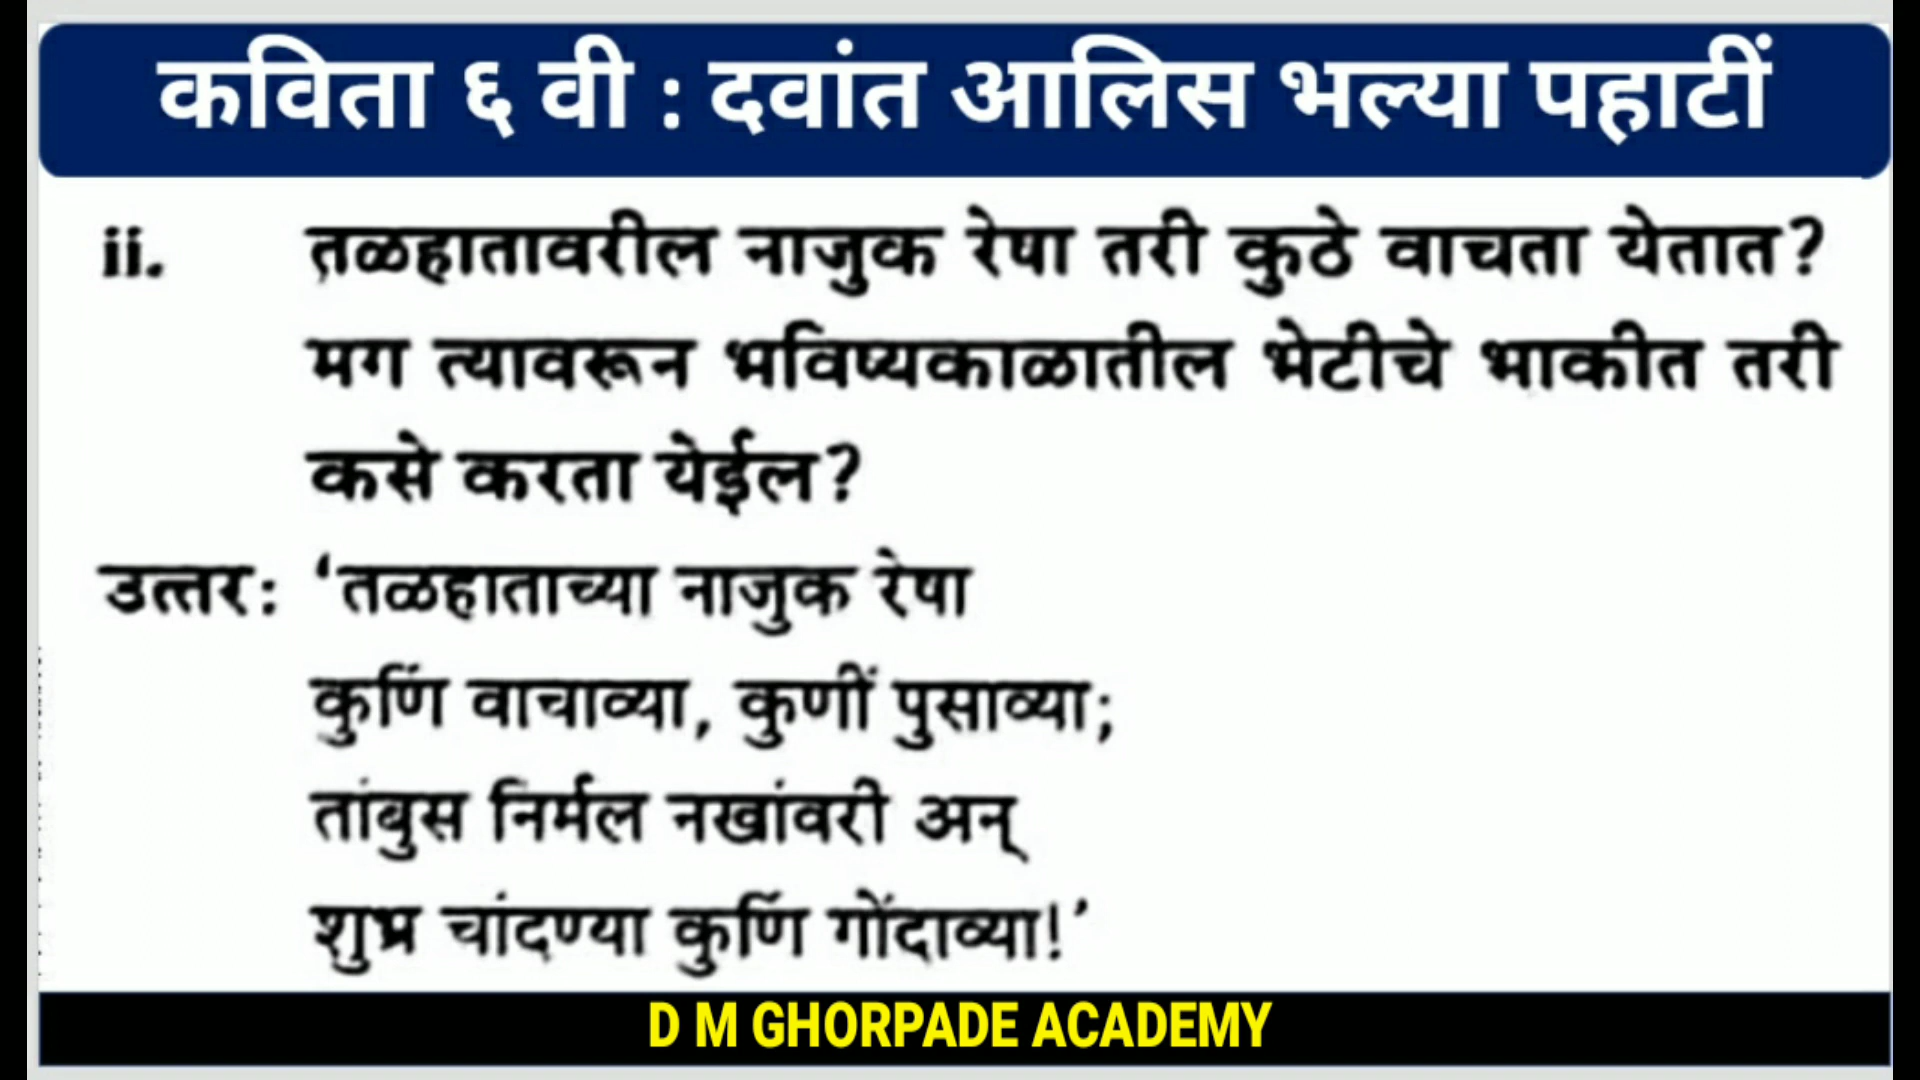 कविता ६ वी : दवांत आलिस भल्या पहाटीं
ii. तळहातावरील नाजुक रेषा तरी कुठे वाचता येतात?
मग त्यावरून भविष्यकाळातील भेटीचे भाकीत तरी
कसे करता येईल?
उत्तर: ‘तळहाताच्या नाजुक रेषा
कुणिं वाचाव्या, कुणीं पुसाव्या;
तांबुस निर्मल नखांवरी अन्
शुभ्र चांदण्या कुणिं गोंदाव्या!’
D M GHORPADE ACADEMY